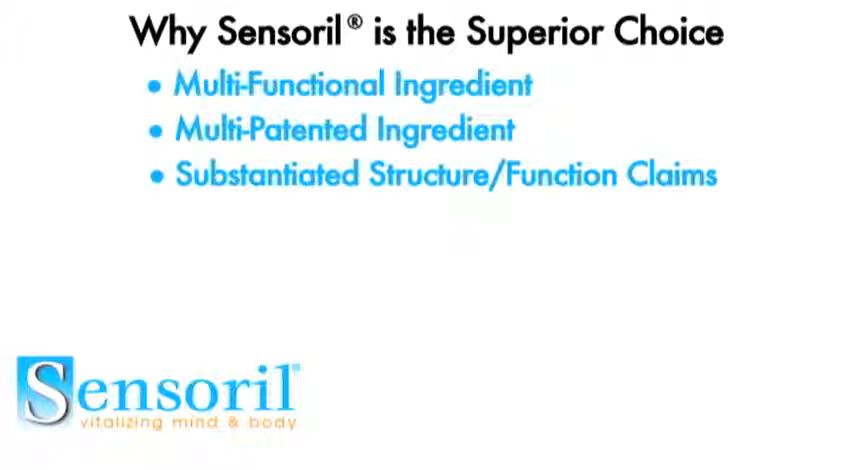 Why Sensoril® is the Superior Choice
• Multi-Functional Ingredient
• Multi-Patented Ingredient
• Substantiated Structure/Function Claims
Sensoril®
vitalizing mind & body